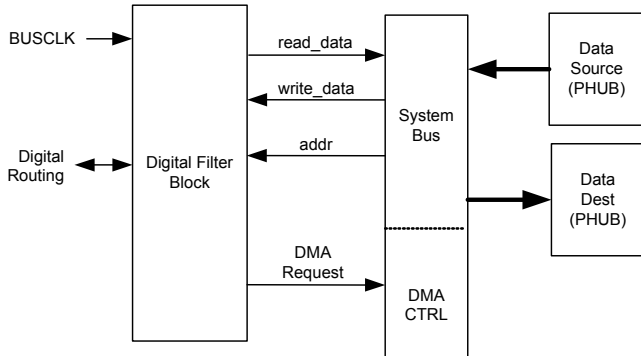 BUSCLK
read_data
write_data
addr
Digital
Routing
Digital Filter
Block
DMA
Request
System
Bus
DMA
CTRL
Data
Source
(PHUB)
Data
Dest
(PHUB)